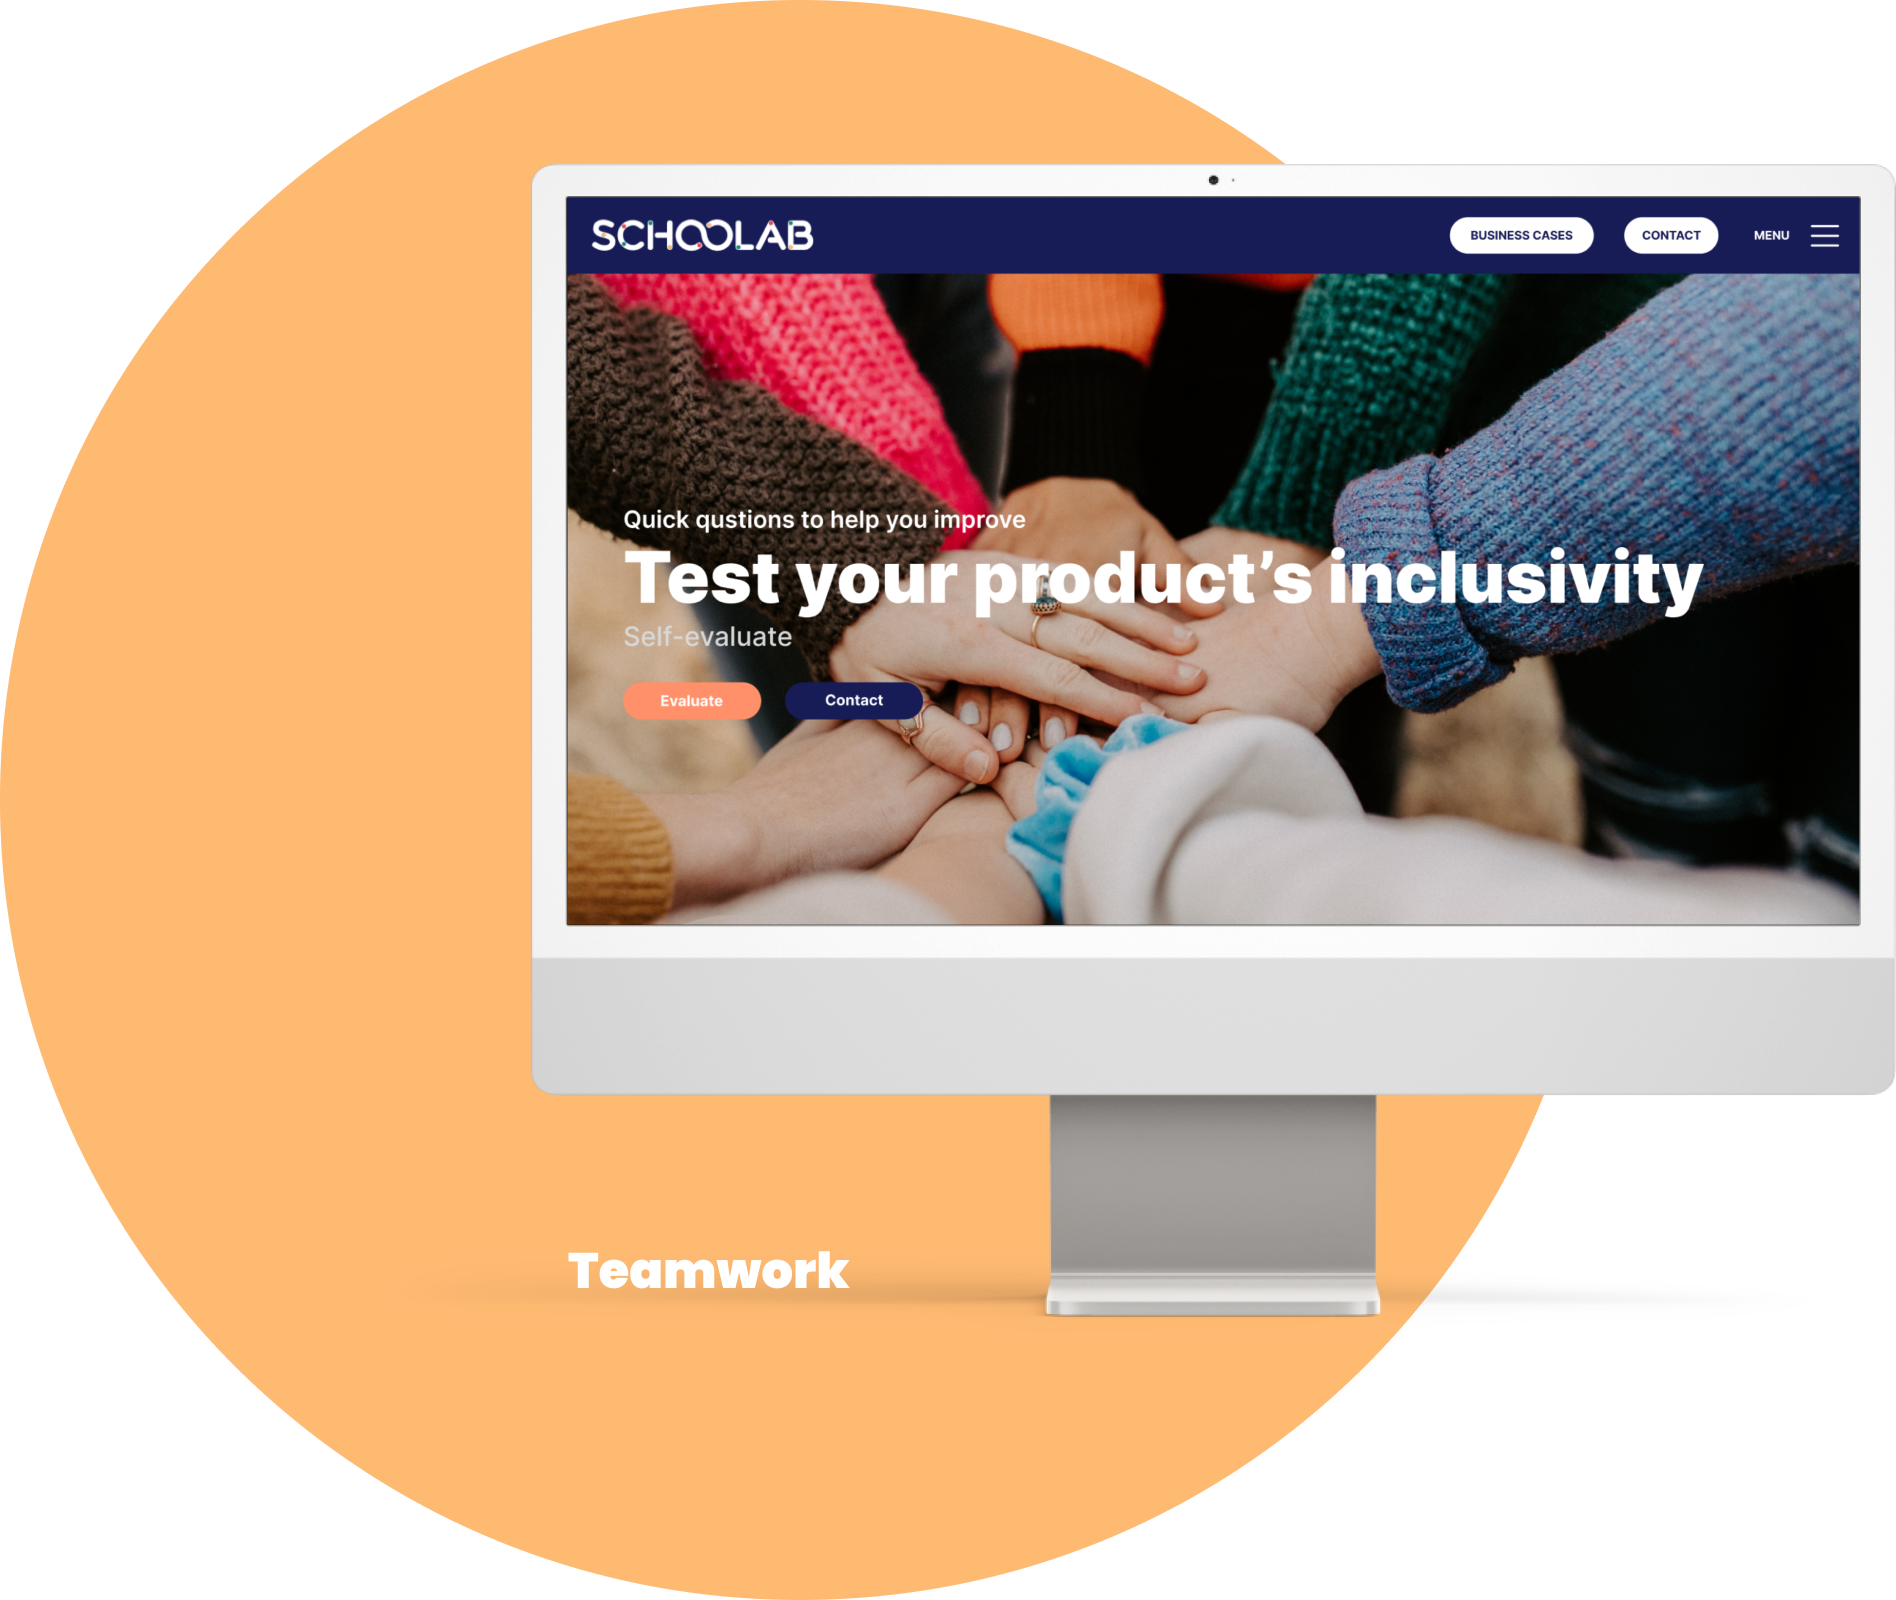 SCHOOLAB
BUSINESS CASES
CONTACT
MENU
Quick qustions to help you improve
Test your product’s inclusivity
Self-evaluate
Evaluate
Contact
Teamwork